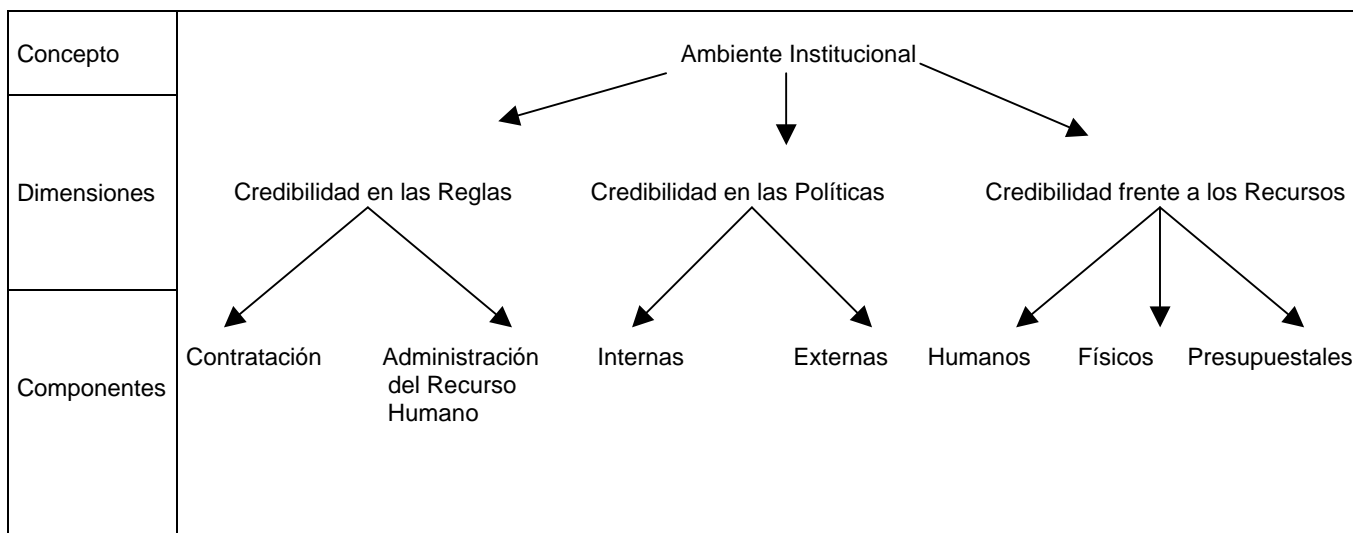 Concepto
Ambiente Institucional
Dimensiones
Credibilidad en las Reglas
Credibilidad en las Políticas
Credibilidad frente a los Recursos
Componentes
Contratación
Administración
del Recurso
Humano
Internas
Externas
Humanos
Físicos
Presupuestales